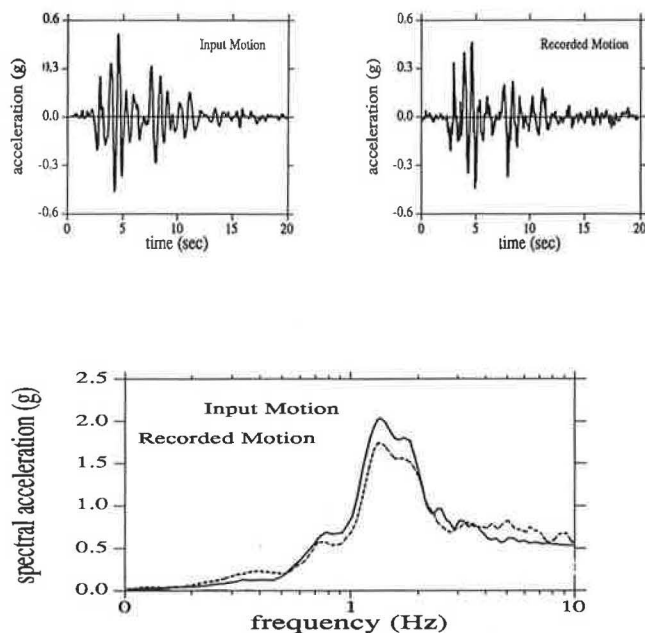 0.6
0.3
0.0
-0.3
-0.6
acceleration (g)
Input Motion
0 5 10 15 20
time (sec)
0.6
0.3
0.0
-0.3
-0.6
acceleration (g)
Recorded Motion
0 5 10 15 20
time (sec)
2.5
2.0
1.5
1.0
0.5
0.0
spectral acceleration (g)
Input Motion
Recorded Motion
0 1 10
frequency (Hz)